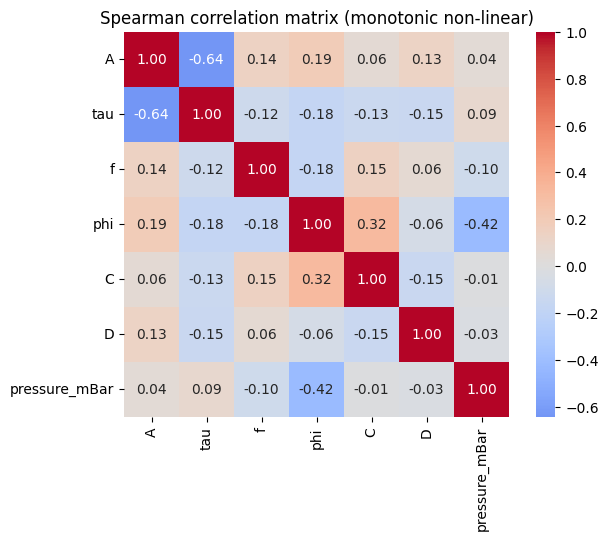 Spearman correlation matrix (monotonic non-linear)
A 1.00 -0.64 0.14 0.19 0.06 0.13 0.04
tau -0.64 1.00 -0.12 -0.18 -0.13 -0.15 0.09
f 0.14 -0.12 1.00 -0.18 0.15 0.06 -0.10
phi 0.19 -0.18 -0.18 1.00 0.32 -0.06 -0.42
C 0.06 -0.13 0.15 0.32 1.00 -0.15 -0.01
D 0.13 -0.15 0.06 -0.06 -0.15 1.00 -0.03
pressure_mBar 0.04 0.09 -0.10 -0.42 -0.01 -0.03 1.00
A tau f phi C D pressure_mBar
1.0
0.8
0.6
0.4
0.2
0.0
−0.2
−0.4
−0.6